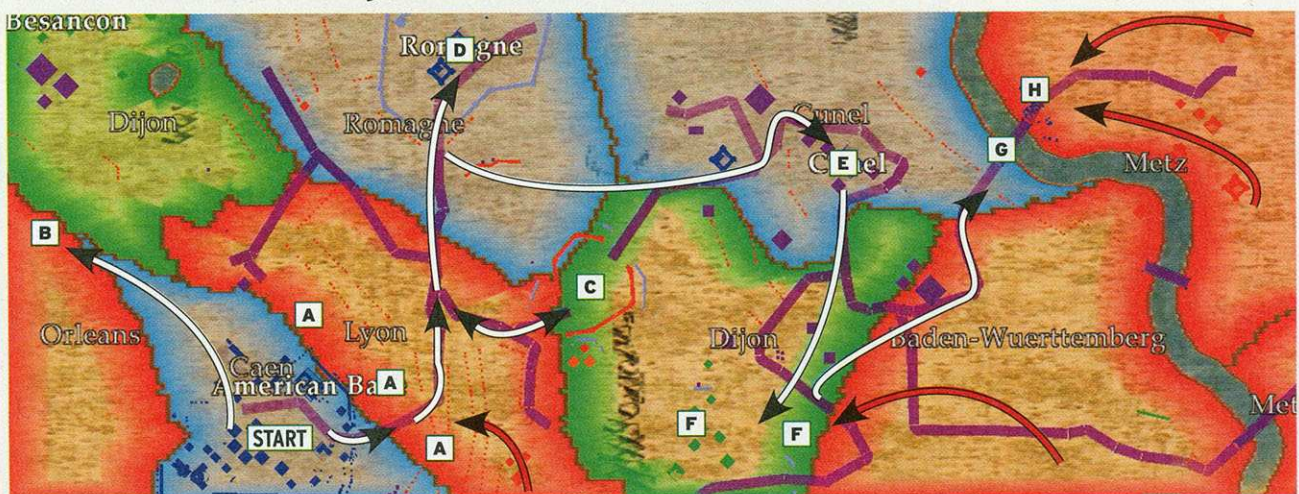 Besancon
Romagne
D
H
Dijon
Romagne
Cunel
G
Metz
E
Cunel
B
C
A
Orleans
Lyon
Dijon
Baden-Wuerttemberg
Caen
American Ba
A
Met
START
A
F
F